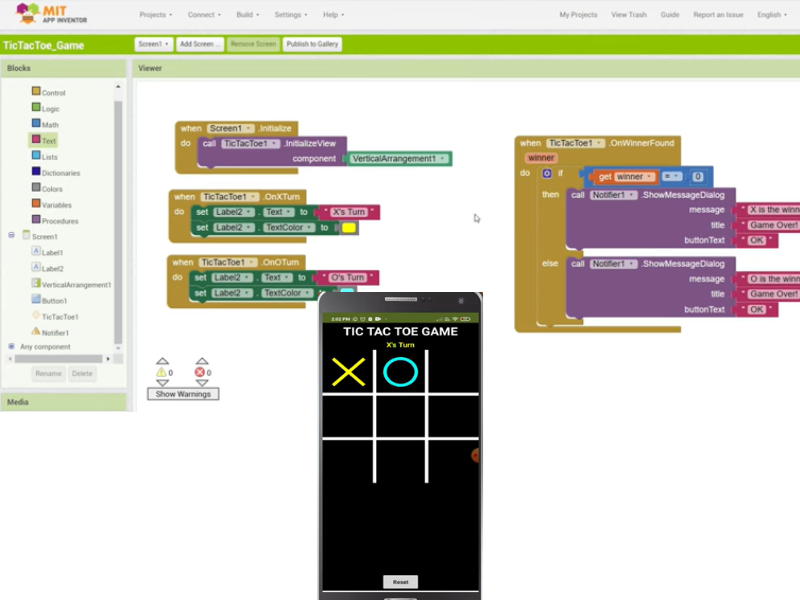 MIT
APP INVENTOR
Projects
Connect
Build
Settings
Help
My Projects
View Trash
Guide
Report an Issue
English
TicTacToe_Game
Screen1
Add Screen ...
Remove Screen
Publish to Gallery
Blocks
Control
Logic
Math
Text
Lists
Dictionaries
Colors
Variables
Procedures
Screen1
Label1
Label2
VerticalArrangement1
Button1
TicTacToe1
Notifier1
Any component
Rename
Delete
Media
Viewer
when Screen1 .Initialize
do call TicTacToe1 .InitializeView
component VerticalArrangement1
when TicTacToe1 .OnXTurn
do set Label2 . Text to " X's Turn "
set Label2 . TextColor to
when TicTacToe1 .OnOTurn
do set Label2 . Text to " O's Turn "
set Label2 . TextColor to
0
0
Show Warnings
when TicTacToe1 .OnWinnerFound
winner
do if get winner = 0
then call Notifier1 .ShowMessageDialog
message " X is the winn
title " Game Over!
buttonText " OK "
else call Notifier1 .ShowMessageDialog
message " O is the winn
title " Game Over!
buttonText " OK "
TIC TAC TOE GAME
X's Turn
Reset